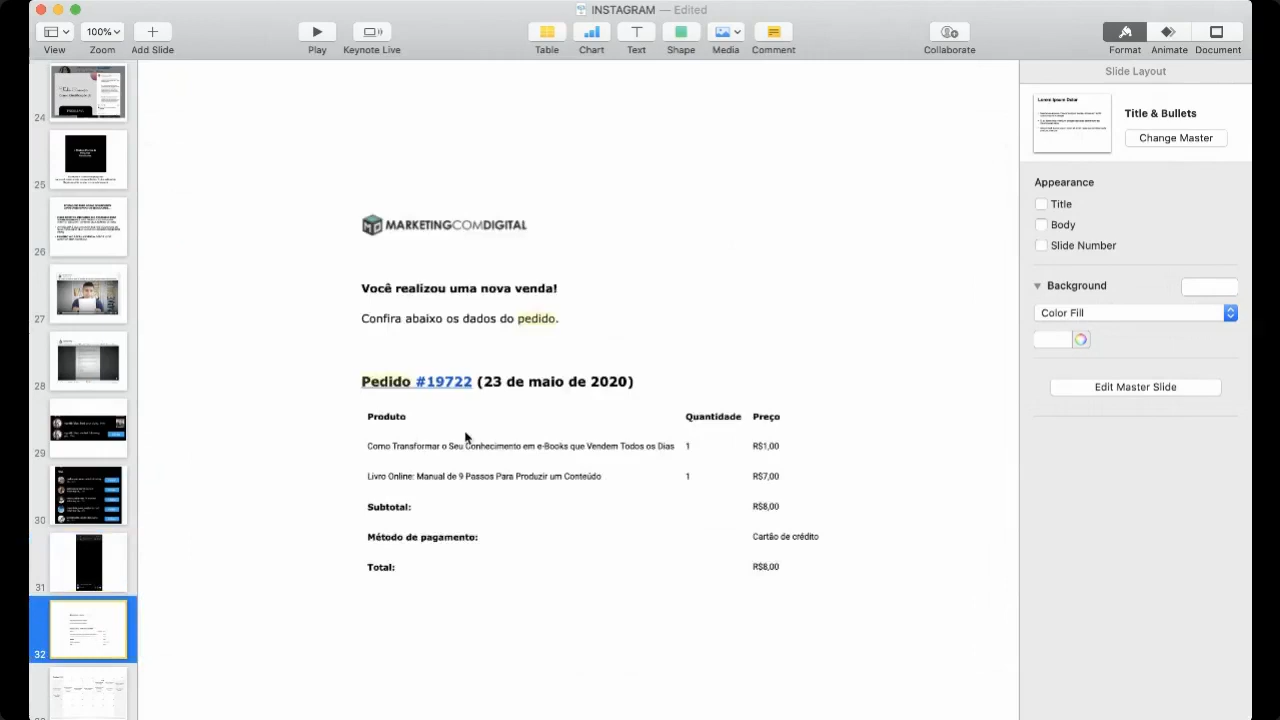 INSTAGRAM — Edited
100%
View Zoom Add Slide Play Keynote Live Table Chart Text Shape Media Comment Collaborate Format Animate Document
Slide Layout
Title & Bullets
Change Master
Appearance
Title
Body
Slide Number
Background
Color Fill
Edit Master Slide
24
25
26
27
28
29
30
31
32
MARKETINGCOMDIGITAL
Você realizou uma nova venda!
Confira abaixo os dados do pedido.
Pedido #19722 (23 de maio de 2020)
Produto Quantidade Preço
Como Transformar o Seu Conhecimento em e-Books que Vendem Todos os Dias 1 R$1,00
Livro Online: Manual de 9 Passos Para Produzir um Conteúdo 1 R$7,00
Subtotal: R$8,00
Método de pagamento: Cartão de crédito
Total: R$8,00